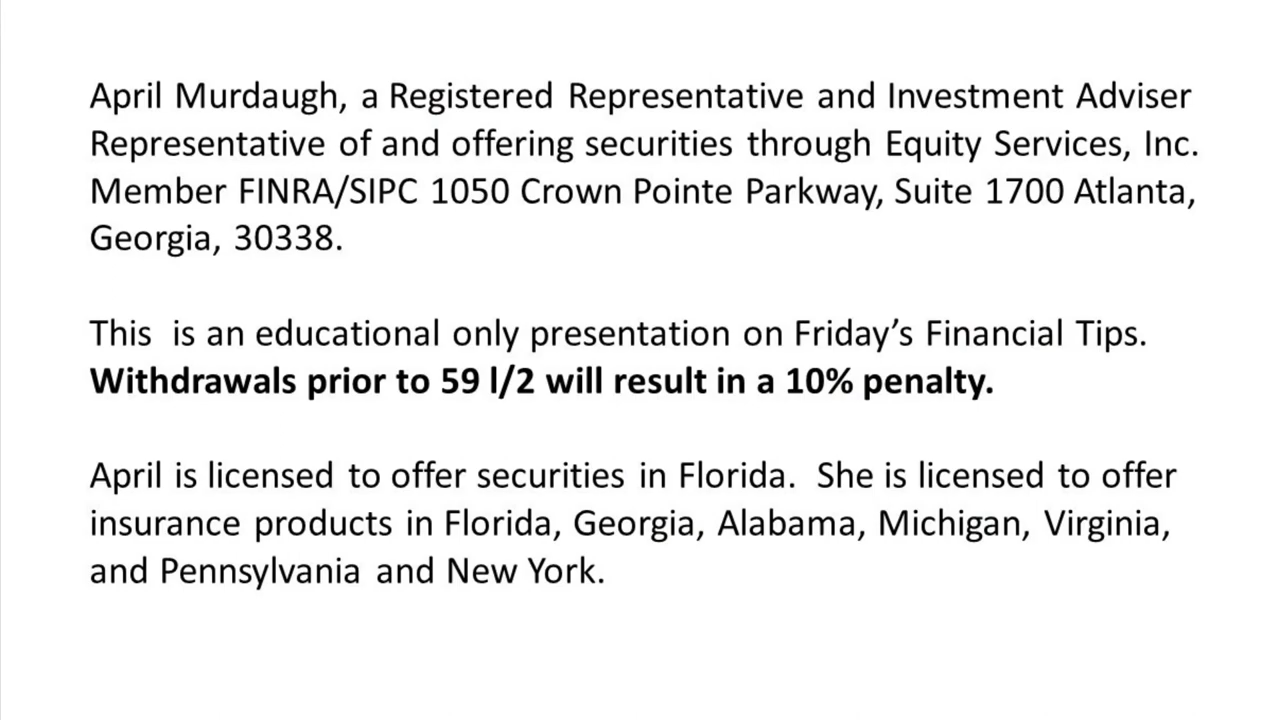 April Murdaugh, a Registered Representative and Investment Adviser
Representative of and offering securities through Equity Services, Inc.
Member FINRA/SIPC 1050 Crown Pointe Parkway, Suite 1700 Atlanta,
Georgia, 30338.
This is an educational only presentation on Friday’s Financial Tips.
Withdrawals prior to 59 l/2 will result in a 10% penalty.
April is licensed to offer securities in Florida. She is licensed to offer
insurance products in Florida, Georgia, Alabama, Michigan, Virginia,
and Pennsylvania and New York.